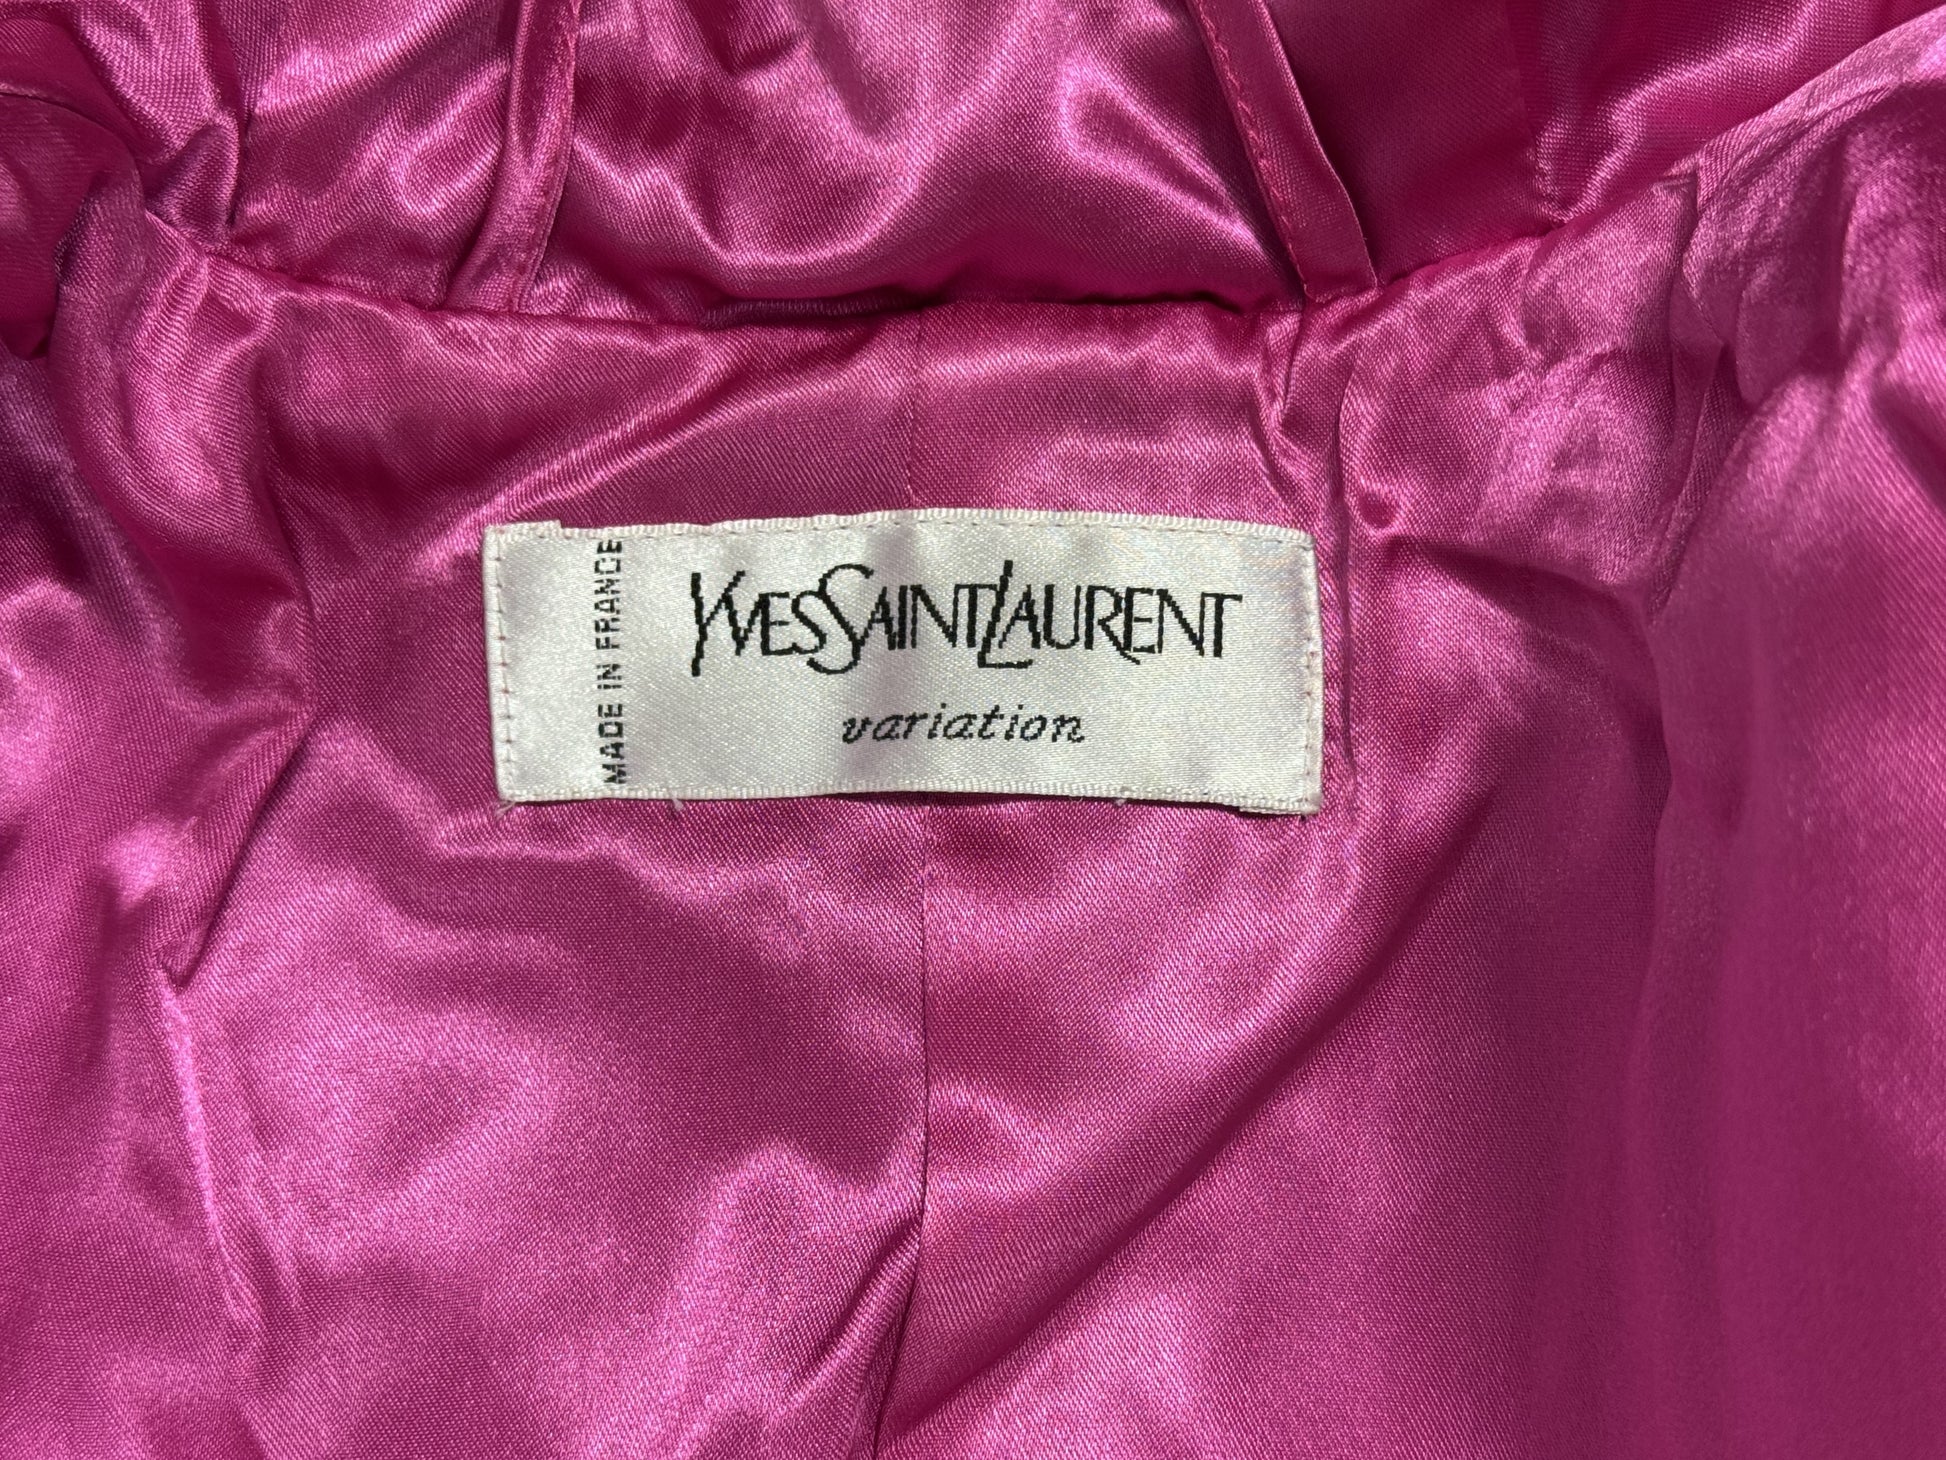 MADE IN FRANCE
YVESSAINTLAURENT
variation